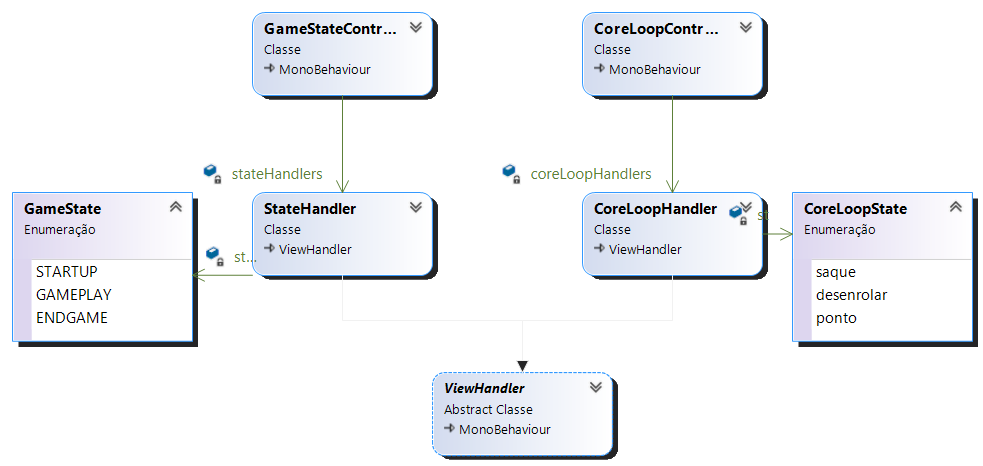 GameStateContr...
Classe
MonoBehaviour
CoreLoopContr...
Classe
MonoBehaviour
stateHandlers
coreLoopHandlers
GameState
Enumeração
STARTUP
GAMEPLAY
ENDGAME
st...
StateHandler
Classe
ViewHandler
CoreLoopHandler
Classe
ViewHandler
st
CoreLoopState
Enumeração
saque
desenrolar
ponto
ViewHandler
Abstract Classe
MonoBehaviour